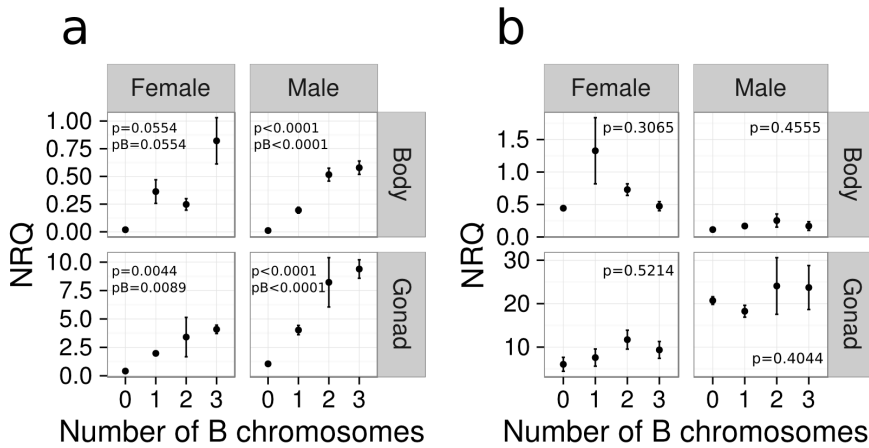 a
b
Female
Male
Female
Male
1.00
0.75
0.50
0.25
0.00
p=0.0554
pB=0.0554
p<0.0001
pB<0.0001
Body
1.5
1.0
0.5
0.0
p=0.3065
p=0.4555
Body
NRQ
NRQ
10.0
7.5
5.0
2.5
0.0
p=0.0044
pB=0.0089
p<0.0001
pB<0.0001
Gonad
30
20
10
p=0.5214
p=0.4044
Gonad
0 1 2 3
0 1 2 3
0 1 2 3
0 1 2 3
Number of B chromosomes
Number of B chromosomes